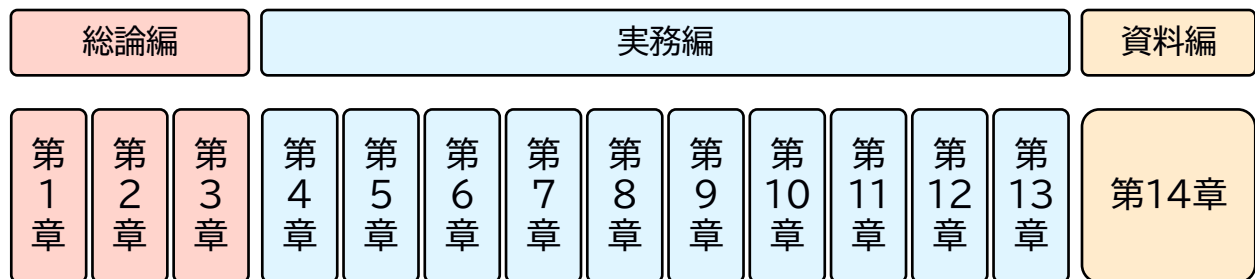 総論編
実務編
資料編
第1章
第2章
第3章
第4章
第5章
第6章
第7章
第8章
第9章
第10章
第11章
第12章
第13章
第14章